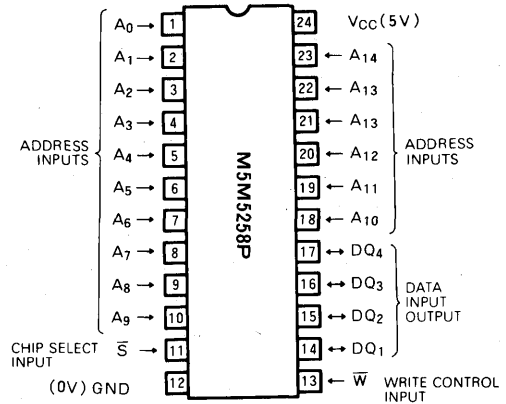 A0 → 1
A1 → 2
A2 → 3
A3 → 4
A4 → 5
A5 → 6
A6 → 7
A7 → 8
A8 → 9
A9 → 10
ADDRESS
INPUTS
CHIP SELECT
INPUT
S̅ → 11
(0V) GND 12
M5M5258P
24 VCC(5V)
23 ← A14
22 ← A13
21 ← A13
20 ← A12
19 ← A11
18 ← A10
ADDRESS
INPUTS
17 ↔ DQ4
16 ↔ DQ3
15 ↔ DQ2
14 ↔ DQ1
DATA
INPUT
OUTPUT
13 ← W̅ WRITE CONTROL
INPUT